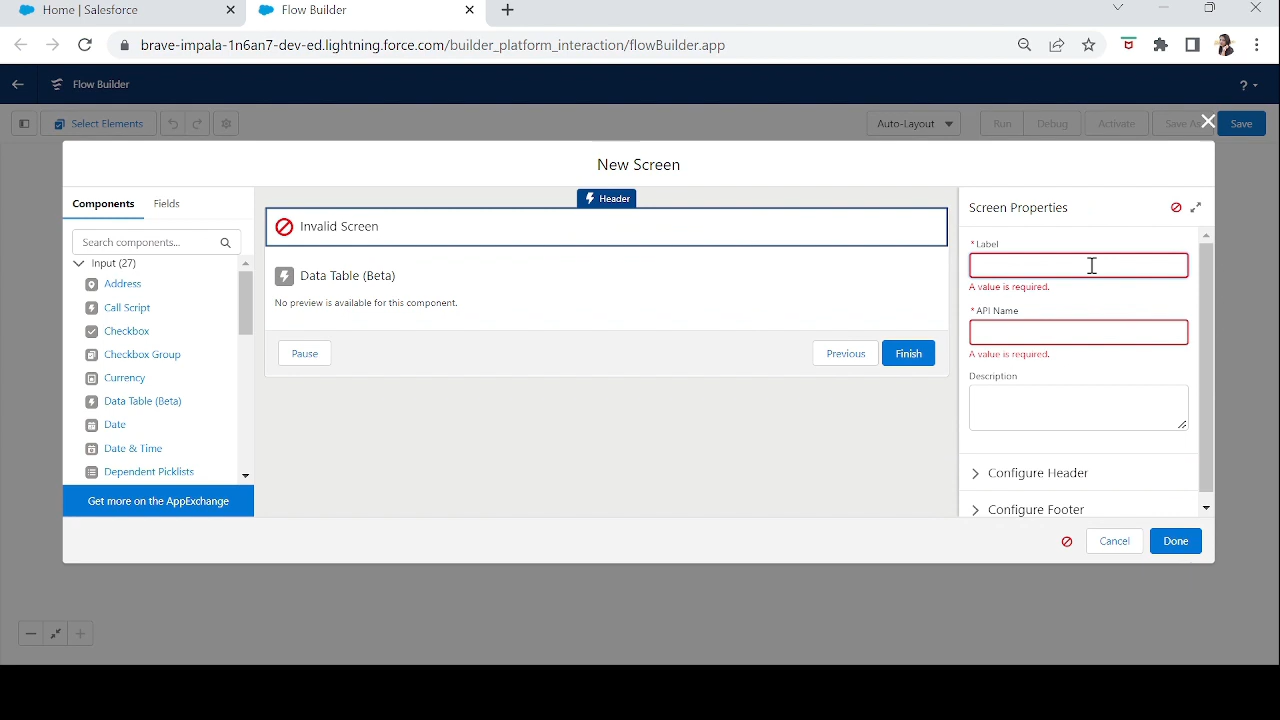 Home | Salesforce
Flow Builder
brave-impala-1n6an7-dev-ed.lightning.force.com/builder_platform_interaction/flowBuilder.app
Flow Builder
?
Select Elements
Auto-Layout
Run
Debug
Activate
Save As
Save
New Screen
Components
Fields
Header
Screen Properties
Invalid Screen
Search components...
* Label
Input (27)
Address
Data Table (Beta)
A value is required.
No preview is available for this component.
Call Script
* API Name
Checkbox
A value is required.
Checkbox Group
Pause
Previous
Finish
Description
Currency
Data Table (Beta)
Date
Date & Time
Dependent Picklists
Configure Header
Get more on the AppExchange
Configure Footer
Cancel
Done